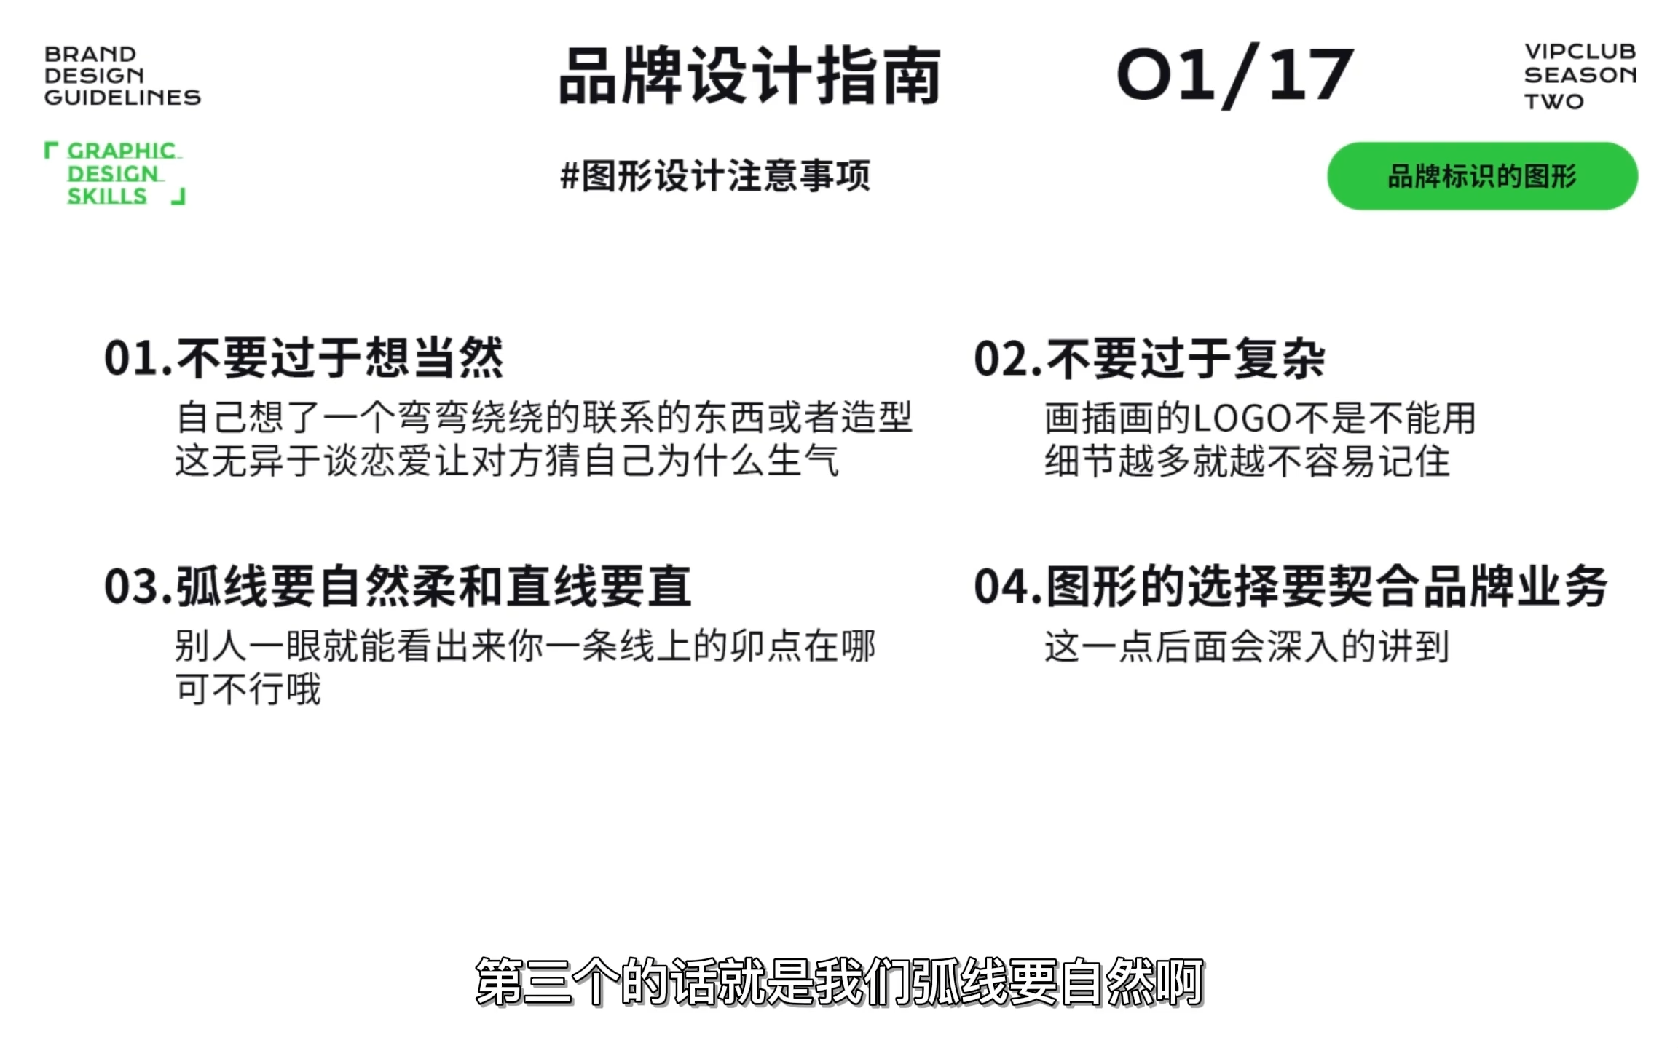 BRAND
DESIGN
GUIDELINES
品牌设计指南
01/17
VIPCLUB
SEASON
TWO
GRAPHIC
DESIGN
SKILLS
#图形设计注意事项
品牌标识的图形
01.不要过于想当然
自己想了一个弯弯绕绕的联系的东西或者造型
这无异于谈恋爱让对方猜自己为什么生气
02.不要过于复杂
画插画的LOGO不是不能用
细节越多就越不容易记住
03.弧线要自然柔和直线要直
别人一眼就能看出来你一条线上的卯点在哪
可不行哦
04.图形的选择要契合品牌业务
这一点后面会深入的讲到
第三个的话就是我们弧线要自然啊